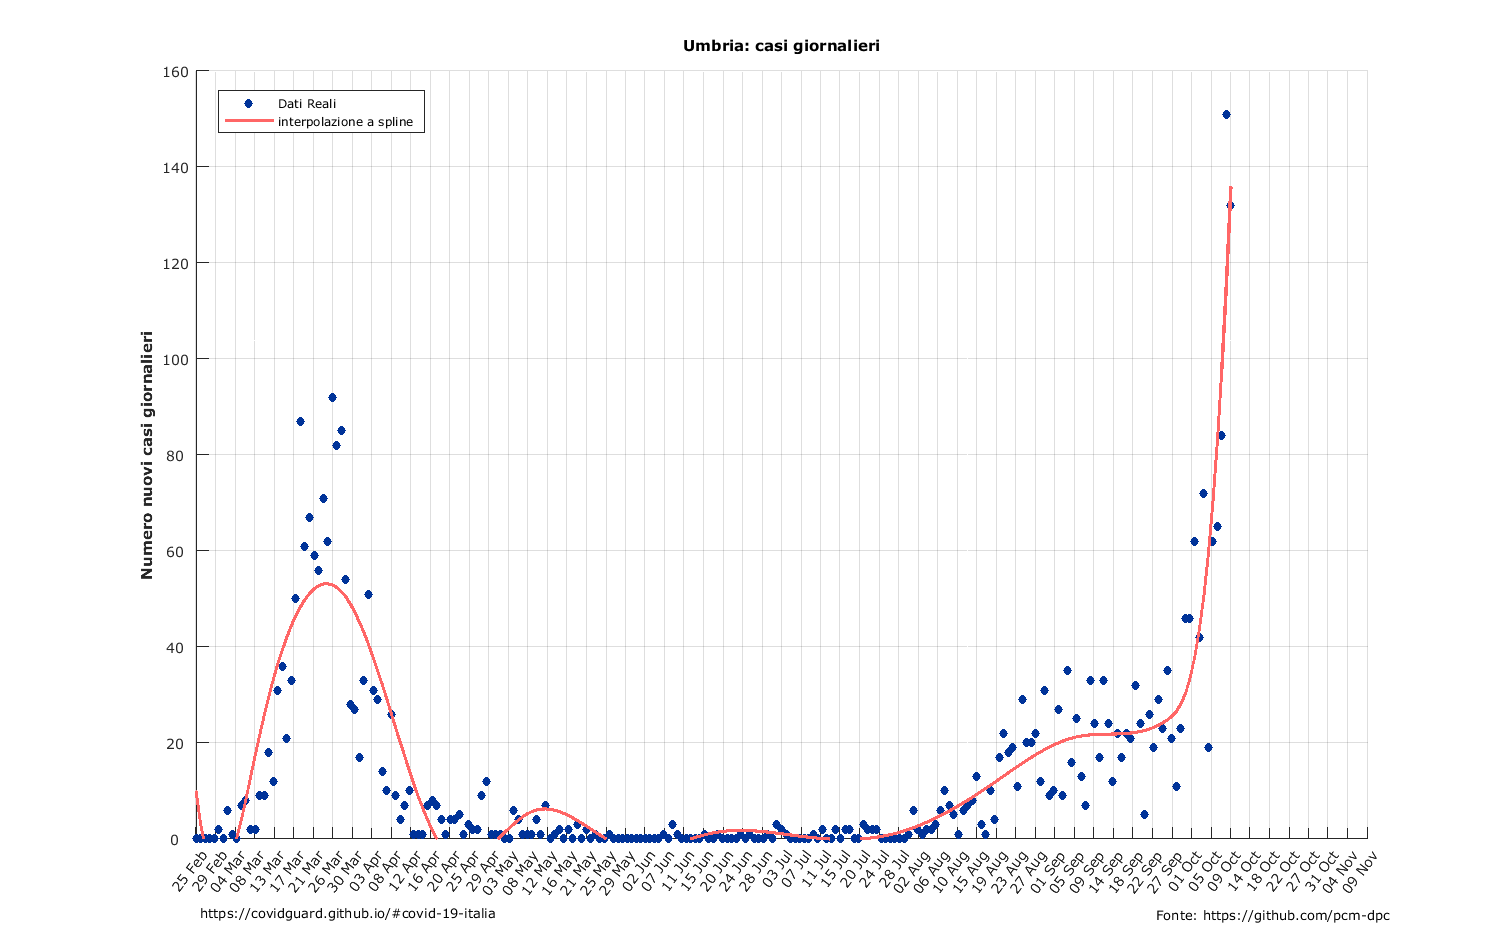 Umbria: casi giornalieri
Dati Reali
interpolazione a spline
Numero nuovi casi giornalieri
160
140
120
100
80
60
40
20
0
25 Feb
29 Feb
04 Mar
08 Mar
13 Mar
17 Mar
21 Mar
26 Mar
30 Mar
03 Apr
08 Apr
12 Apr
16 Apr
20 Apr
25 Apr
29 Apr
03 May
08 May
12 May
16 May
21 May
25 May
29 May
02 Jun
07 Jun
11 Jun
15 Jun
20 Jun
24 Jun
28 Jun
03 Jul
07 Jul
11 Jul
15 Jul
20 Jul
24 Jul
28 Jul
02 Aug
06 Aug
10 Aug
15 Aug
19 Aug
23 Aug
27 Aug
01 Sep
05 Sep
09 Sep
14 Sep
18 Sep
22 Sep
27 Sep
01 Oct
05 Oct
09 Oct
14 Oct
18 Oct
22 Oct
27 Oct
31 Oct
04 Nov
09 Nov
https://covidguard.github.io/#covid-19-italia
Fonte: https://github.com/pcm-dpc